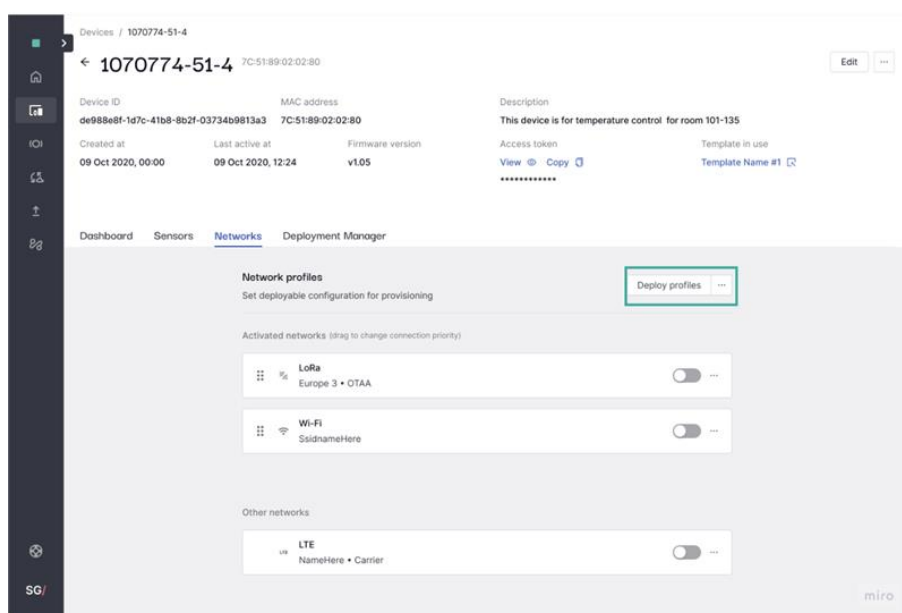 Devices / 1070774-51-4
← 1070774-51-4 7C:51:89:02:02:80
Edit ...
Device ID MAC address Description
de988e8f-1d7c-41b8-8b2f-03734b9813a3 7C:51:89:02:02:80 This device is for temperature control for room 101-135
Created at Last active at Firmware version Access token Template in use
09 Oct 2020, 00:00 09 Oct 2020, 12:24 v1.05 View Copy Template Name #1
************
Dashboard Sensors Networks Deployment Manager
Network profiles
Set deployable configuration for provisioning
Deploy profiles ...
Activated networks (drag to change connection priority)
LoRa
Europe 3 • OTAA
Wi-Fi
SsidnameHere
Other networks
LTE LTE
NameHere • Carrier
SG/
miro